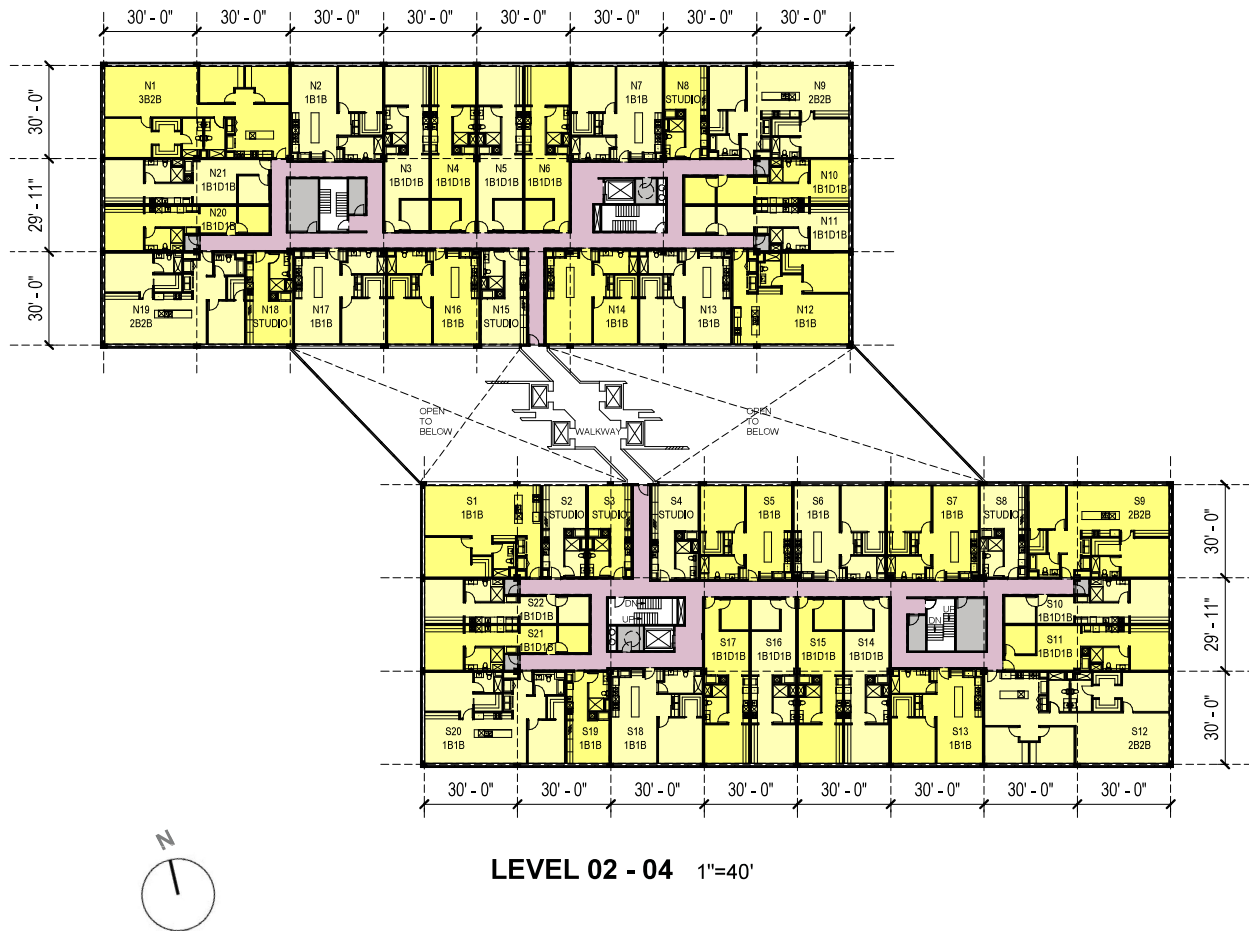 30' - 0" 30' - 0" 30' - 0" 30' - 0" 30' - 0" 30' - 0" 30' - 0" 30' - 0"
30' - 0"
29' - 11"
30' - 0"
N1
3B2B
N2
1B1B
N7
1B1B
N8
STUDIO
N9
2B2B
N21
1B1D1B
N20
1B1D1B
N3
1B1D1B
N4
1B1D1B
N5
1B1D1B
N6
1B1D1B
N10
1B1D1B
N11
1B1D1B
N19
2B2B
N18
STUDIO
N17
1B1B
N16
1B1B
N15
STUDIO
N14
1B1B
N13
1B1B
N12
1B1B
OPEN
TO
BELOW
WALKWAY
OPEN
TO
BELOW
S1
1B1B
S2
STUDIO
S3
STUDIO
S4
STUDIO
S5
1B1B
S6
1B1B
S7
1B1B
S8
STUDIO
S9
2B2B
30' - 0"
29' - 11"
30' - 0"
S22
1B1D1B
S21
1B1D1B
DN
UP
S17
1B1D1B
S16
1B1D1B
S15
1B1D1B
S14
1B1D1B
UP
DN
S10
1B1D1B
S11
1B1D1B
S20
1B1B
S19
1B1B
S18
1B1B
S13
1B1B
S12
2B2B
30' - 0" 30' - 0" 30' - 0" 30' - 0" 30' - 0" 30' - 0" 30' - 0" 30' - 0"
N
LEVEL 02 - 04 1"=40'